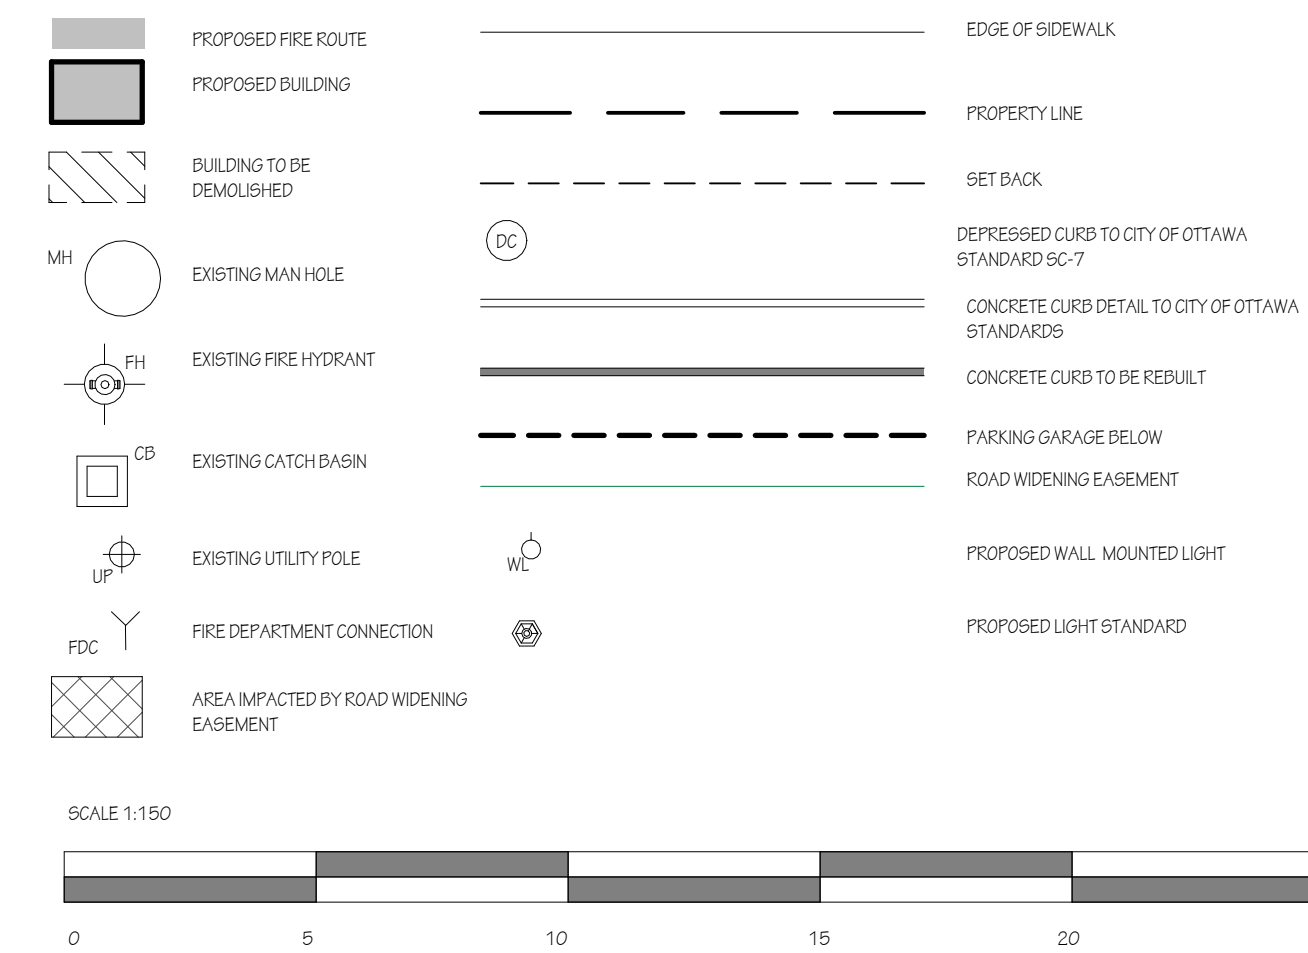 PROPOSED FIRE ROUTE
PROPOSED BUILDING
BUILDING TO BE
DEMOLISHED
MH
EXISTING MAN HOLE
FH
EXISTING FIRE HYDRANT
CB
EXISTING CATCH BASIN
UP
EXISTING UTILITY POLE
FDC
FIRE DEPARTMENT CONNECTION
AREA IMPACTED BY ROAD WIDENING
EASEMENT
EDGE OF SIDEWALK
PROPERTY LINE
SET BACK
DC
DEPRESSED CURB TO CITY OF OTTAWA
STANDARD SC-7
CONCRETE CURB DETAIL TO CITY OF OTTAWA
STANDARDS
CONCRETE CURB TO BE REBUILT
PARKING GARAGE BELOW
ROAD WIDENING EASEMENT
WL
PROPOSED WALL MOUNTED LIGHT
PROPOSED LIGHT STANDARD
SCALE 1:150
0 5 10 15 20